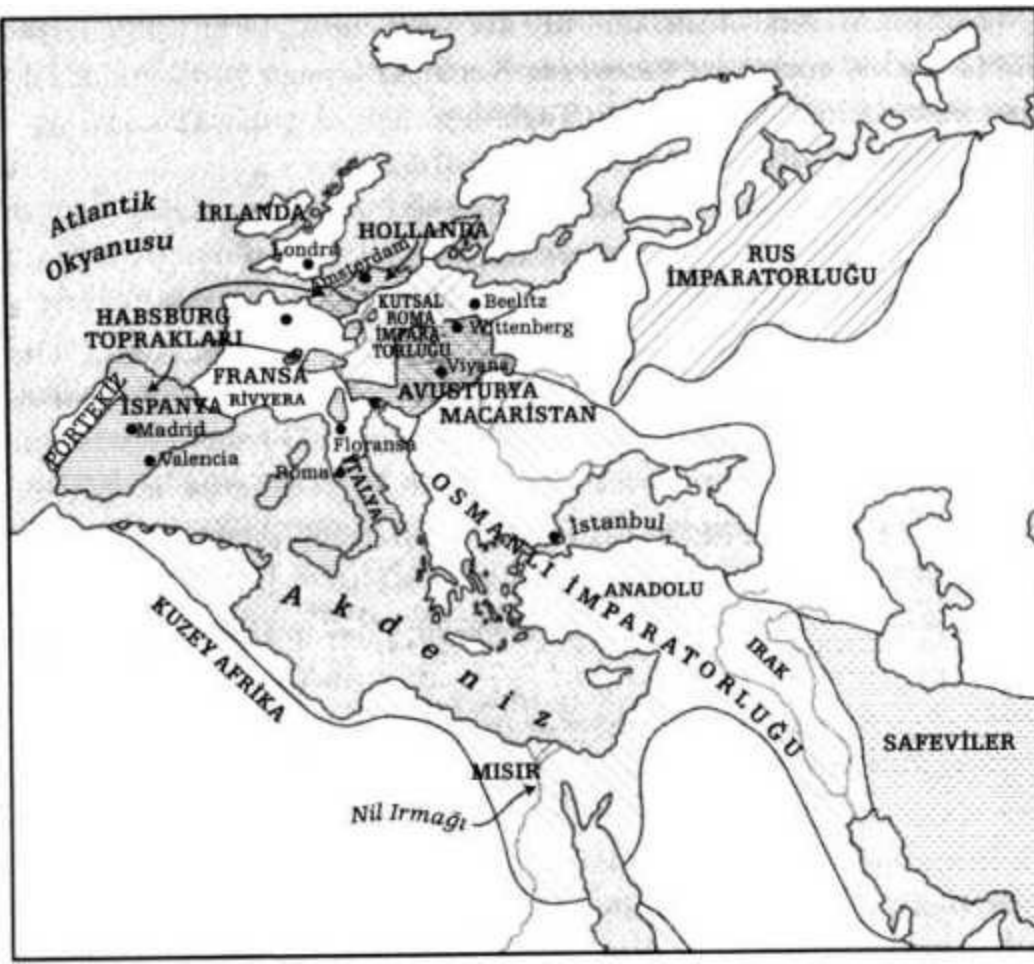 Atlantik
Okyanusu
İRLANDA
Londra
HOLLANDA
Amsterdam
HABSBURG
TOPRAKLARI
KUTSAL
ROMA
İMPARA-
TORLUĞU
Beelitz
Wittenberg
Viyana
RUS
İMPARATORLUĞU
FRANSA
RİVYERA
AVUSTURYA
MACARİSTAN
PORTEKİZ
İSPANYA
Madrid
Valencia
Floransa
Roma
İTALYA
OSMANLI İMPARATORLUĞU
İstanbul
ANADOLU
Akdeniz
KUZEY AFRİKA
IRAK
SAFEVİLER
MISIR
Nil Irmağı